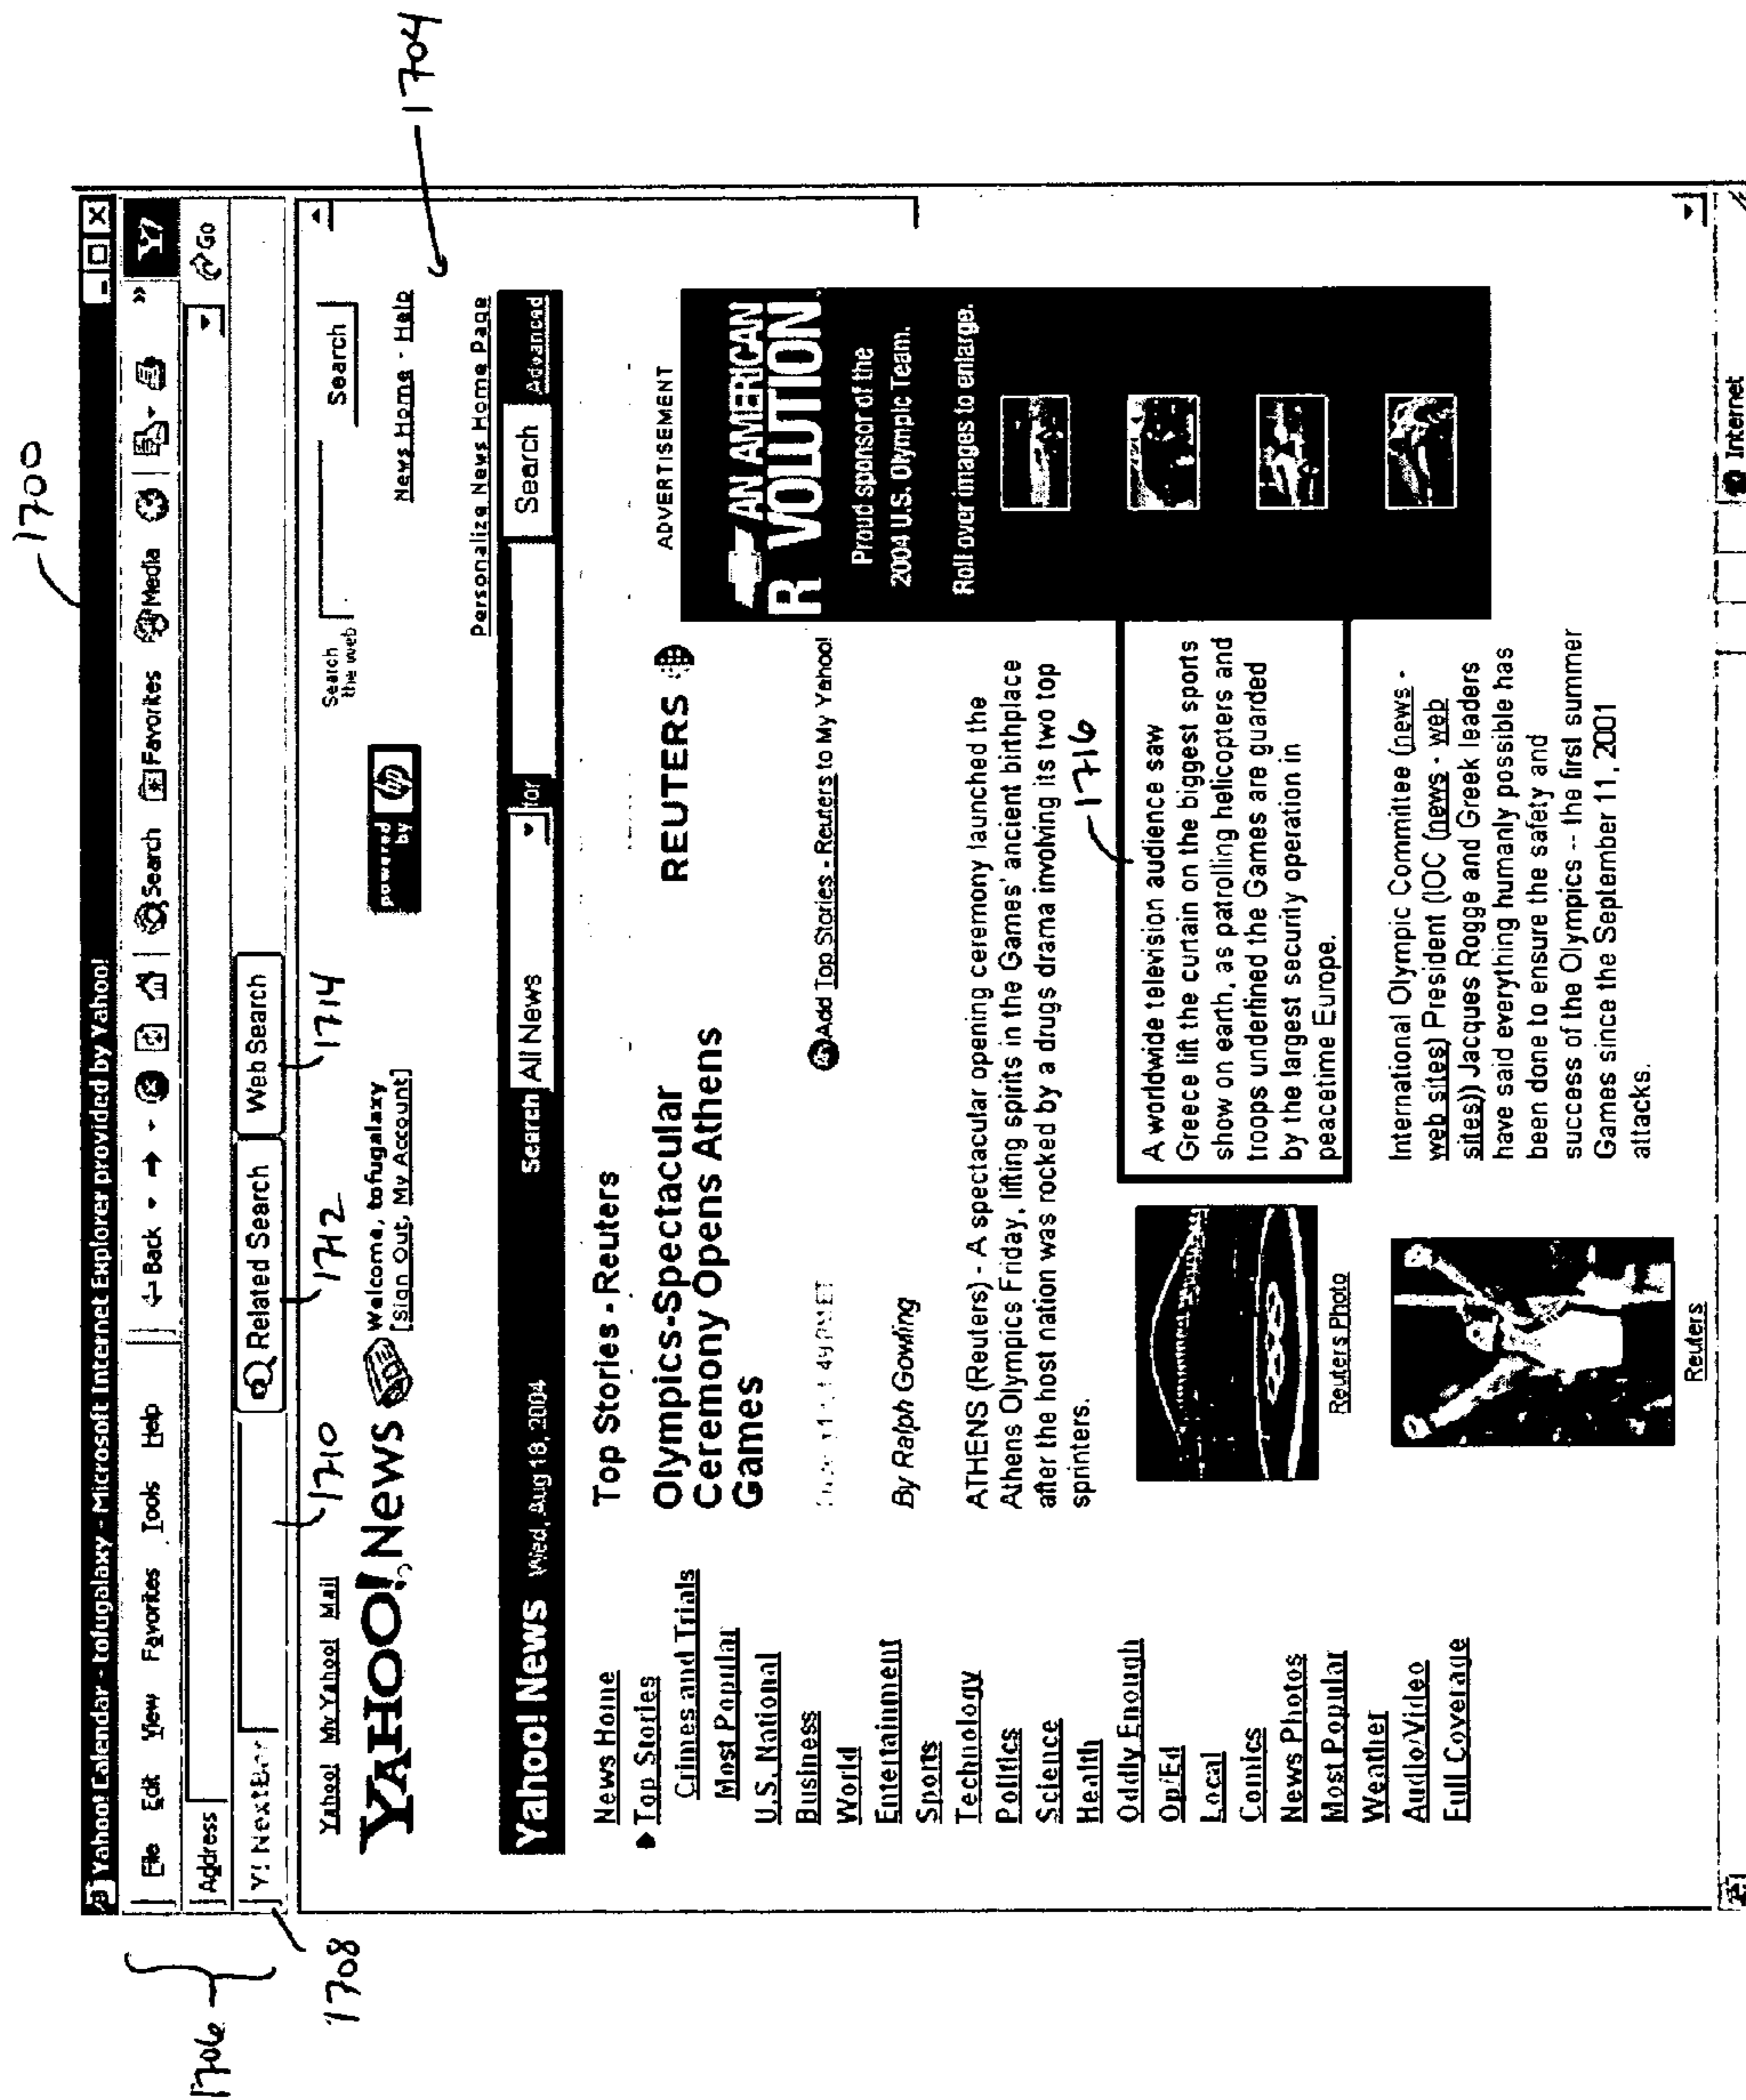 1700
Yahoo! Calendar - tofugalaxy - Microsoft Internet Explorer provided by Yahoo!
File Edit View Favorites Tools Help
Back Search Favorites Media »
Address Go
Y! NextBar Related Search Web Search
1706
1708
1710
1712
1714
1704
Yahoo! My Yahoo! Mail
Search the web Search
YAHOO! News
Welcome, tofugalaxy
[Sign Out, My Account]
powered by hp
News Home - Help
Personalize News Home Page
Yahoo! News Wed, Aug 18, 2004 Search All News for Search Advanced
News Home
Top Stories
Crimes and Trials
Most Popular
U.S. National
Business
World
Entertainment
Sports
Technology
Politics
Science
Health
Oddly Enough
Op/Ed
Local
Comics
News Photos
Most Popular
Weather
Audio/Video
Full Coverage
Top Stories - Reuters
Olympics-Spectacular
Ceremony Opens Athens
Games
REUTERS
Add Top Stories - Reuters to My Yahoo!
By Ralph Gowling
ATHENS (Reuters) - A spectacular opening ceremony launched the
Athens Olympics Friday, lifting spirits in the Games' ancient birthplace
after the host nation was rocked by a drugs drama involving its two top
sprinters.
1716
A worldwide television audience saw
Greece lift the curtain on the biggest sports
show on earth, as patrolling helicopters and
troops underlined the Games are guarded
by the largest security operation in
peacetime Europe.
Reuters Photo
International Olympic Committee (news -
web sites) President (IOC (news - web
sites)) Jacques Rogge and Greek leaders
have said everything humanly possible has
been done to ensure the safety and
success of the Olympics -- the first summer
Games since the September 11, 2001
attacks.
Reuters
ADVERTISEMENT
AN AMERICAN
R VOLUTION
Proud sponsor of the
2004 U.S. Olympic Team.
Roll over images to enlarge.
Internet